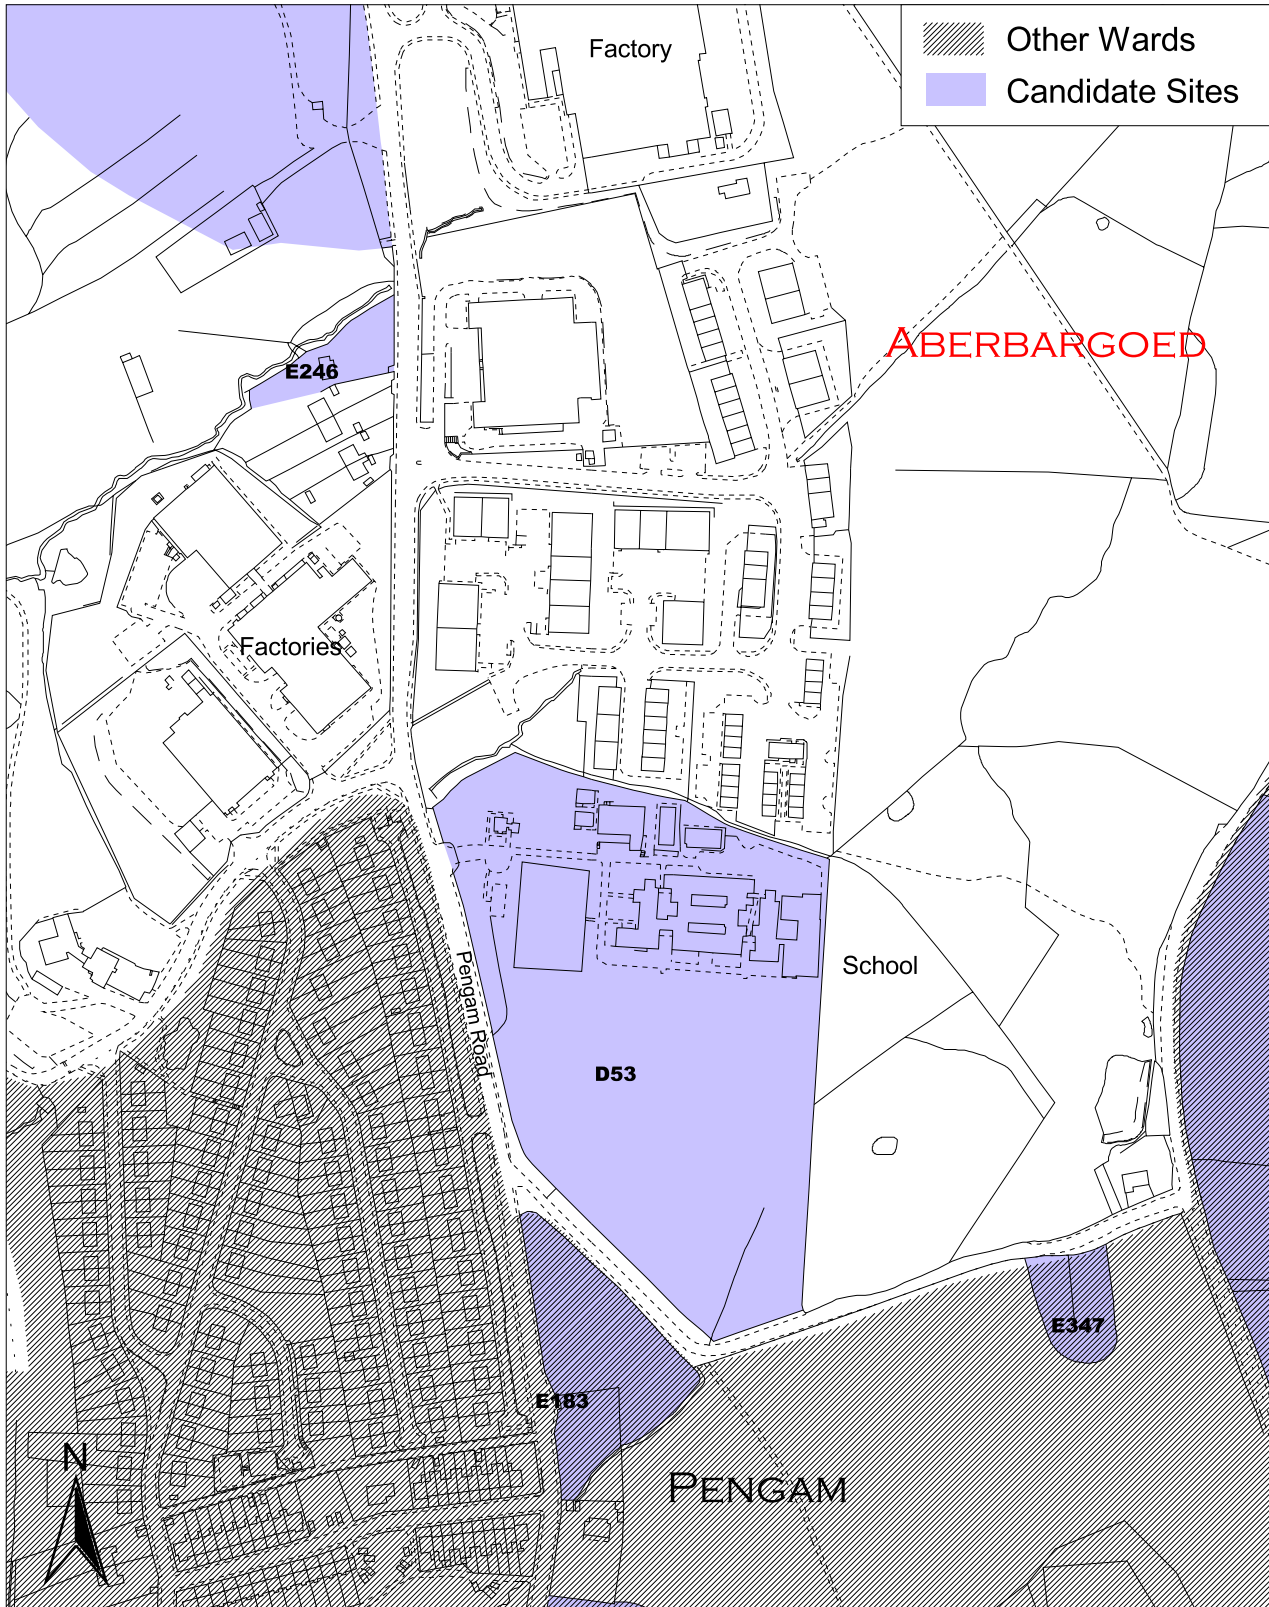 Other Wards
Candidate Sites
Factory
ABERBARGOED
E246
Factories
School
Pengam Road
D53
E347
E183
N
PENGAM